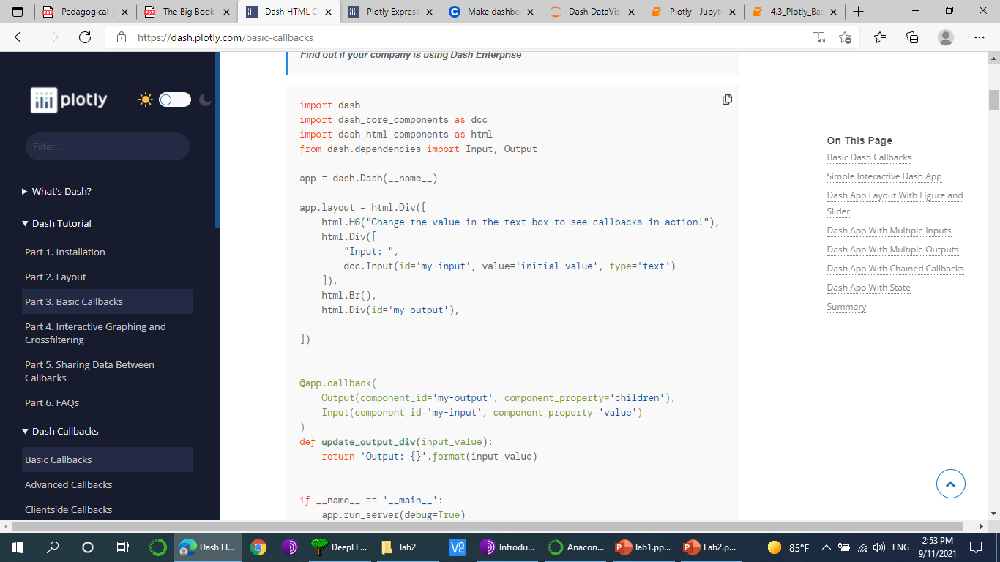 Pedagogical-g
The Big Book
Dash HTML C
Plotly Express
Make dashbo
Dash DataVis
Plotly - Jupyte
4.3_Plotly_Bas
https://dash.plotly.com/basic-callbacks
plotly
Filter...
What's Dash?
Dash Tutorial
Part 1. Installation
Part 2. Layout
Part 3. Basic Callbacks
Part 4. Interactive Graphing and
Crossfiltering
Part 5. Sharing Data Between
Callbacks
Part 6. FAQs
Dash Callbacks
Basic Callbacks
Advanced Callbacks
Clientside Callbacks
Find out if your company is using Dash Enterprise
import dash
import dash_core_components as dcc
import dash_html_components as html
from dash.dependencies import Input, Output
app = dash.Dash(__name__)
app.layout = html.Div([
    html.H6("Change the value in the text box to see callbacks in action!"),
    html.Div([
        "Input: ",
        dcc.Input(id='my-input', value='initial value', type='text')
    ]),
    html.Br(),
    html.Div(id='my-output'),
])
@app.callback(
    Output(component_id='my-output', component_property='children'),
    Input(component_id='my-input', component_property='value')
)
def update_output_div(input_value):
    return 'Output: {}'.format(input_value)
if __name__ == '__main__':
    app.run_server(debug=True)
On This Page
Basic Dash Callbacks
Simple Interactive Dash App
Dash App Layout With Figure and
Slider
Dash App With Multiple Inputs
Dash App With Multiple Outputs
Dash App With Chained Callbacks
Dash App With State
Summary
Dash H...
Deepl L...
lab2
Introdu...
Anacon...
lab1.pp...
Lab2.p...
85°F
ENG
2:53 PM
9/11/2021